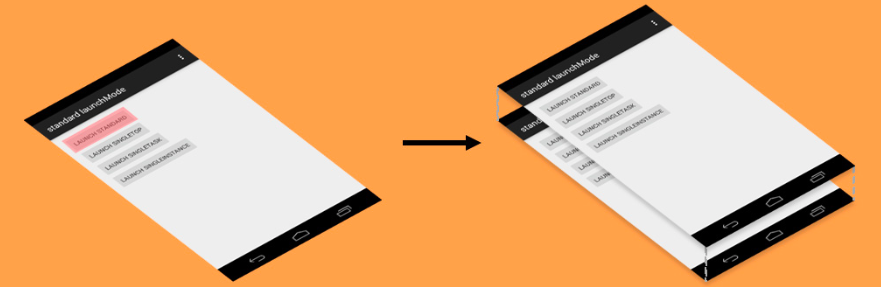 standard launchMode
LAUNCH STANDARD
LAUNCH SINGLETOP
LAUNCH SINGLETASK
LAUNCH SINGLEINSTANCE
standard launchMode
LAUNCH STANDARD
LAUNCH SINGLETOP
LAUNCH SINGLETASK
LAUNCH SINGLEINSTANCE